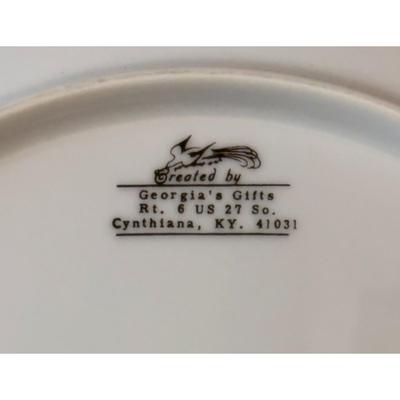 Created by
Georgia's Gifts
Rt. 6 US 27 So.
Cynthiana, KY. 41031